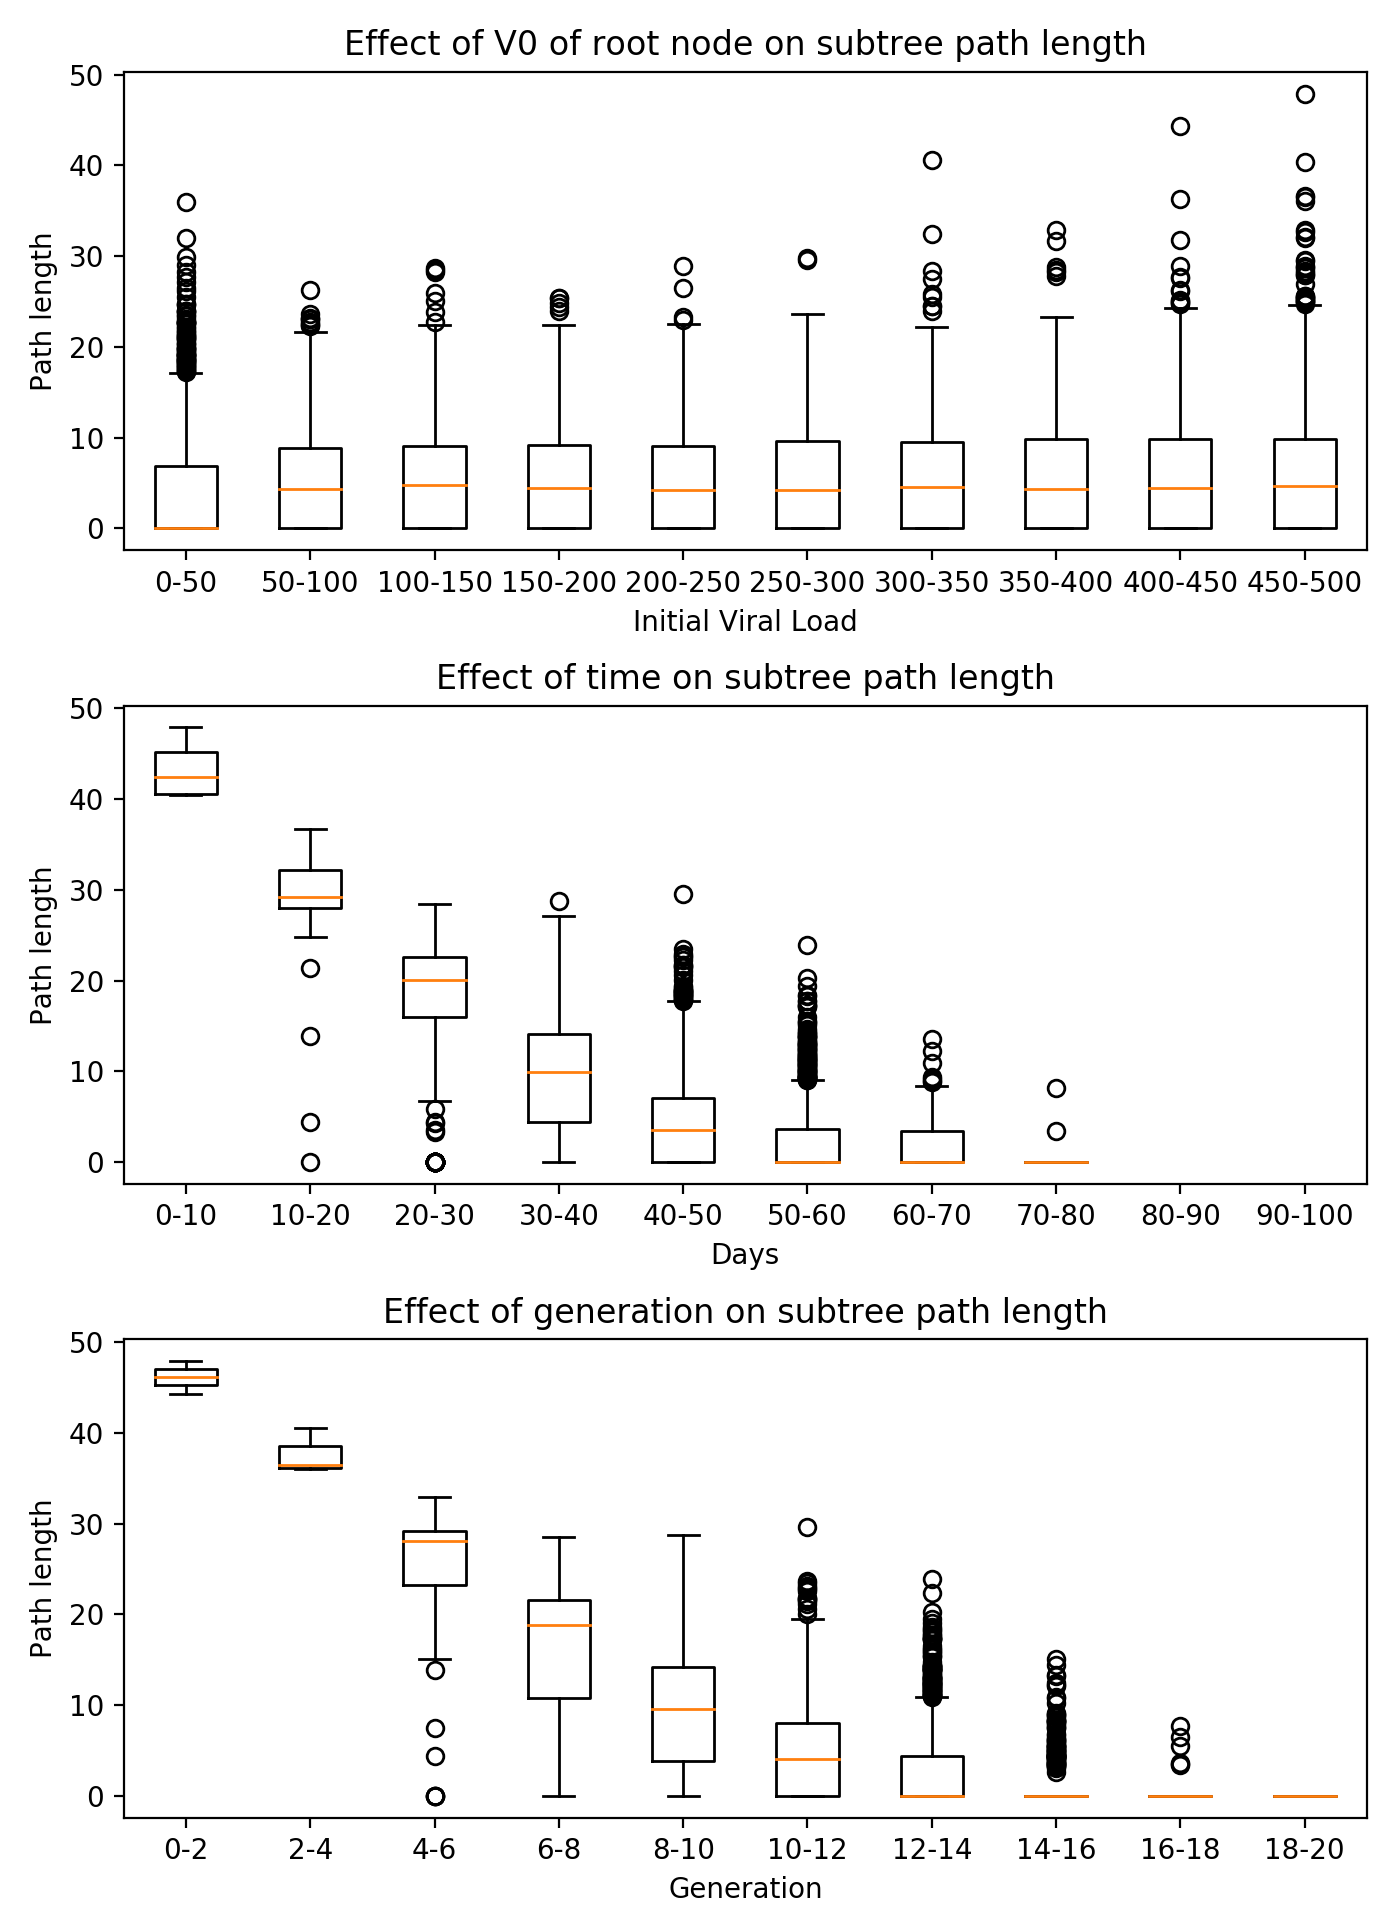 Effect of V0 of root node on subtree path length
Path length
50
40
30
20
10
0
0-50 50-100 100-150 150-200 200-250 250-300 300-350 350-400 400-450 450-500
Initial Viral Load
Effect of time on subtree path length
Path length
50
40
30
20
10
0
0-10 10-20 20-30 30-40 40-50 50-60 60-70 70-80 80-90 90-100
Days
Effect of generation on subtree path length
Path length
50
40
30
20
10
0
0-2 2-4 4-6 6-8 8-10 10-12 12-14 14-16 16-18 18-20
Generation